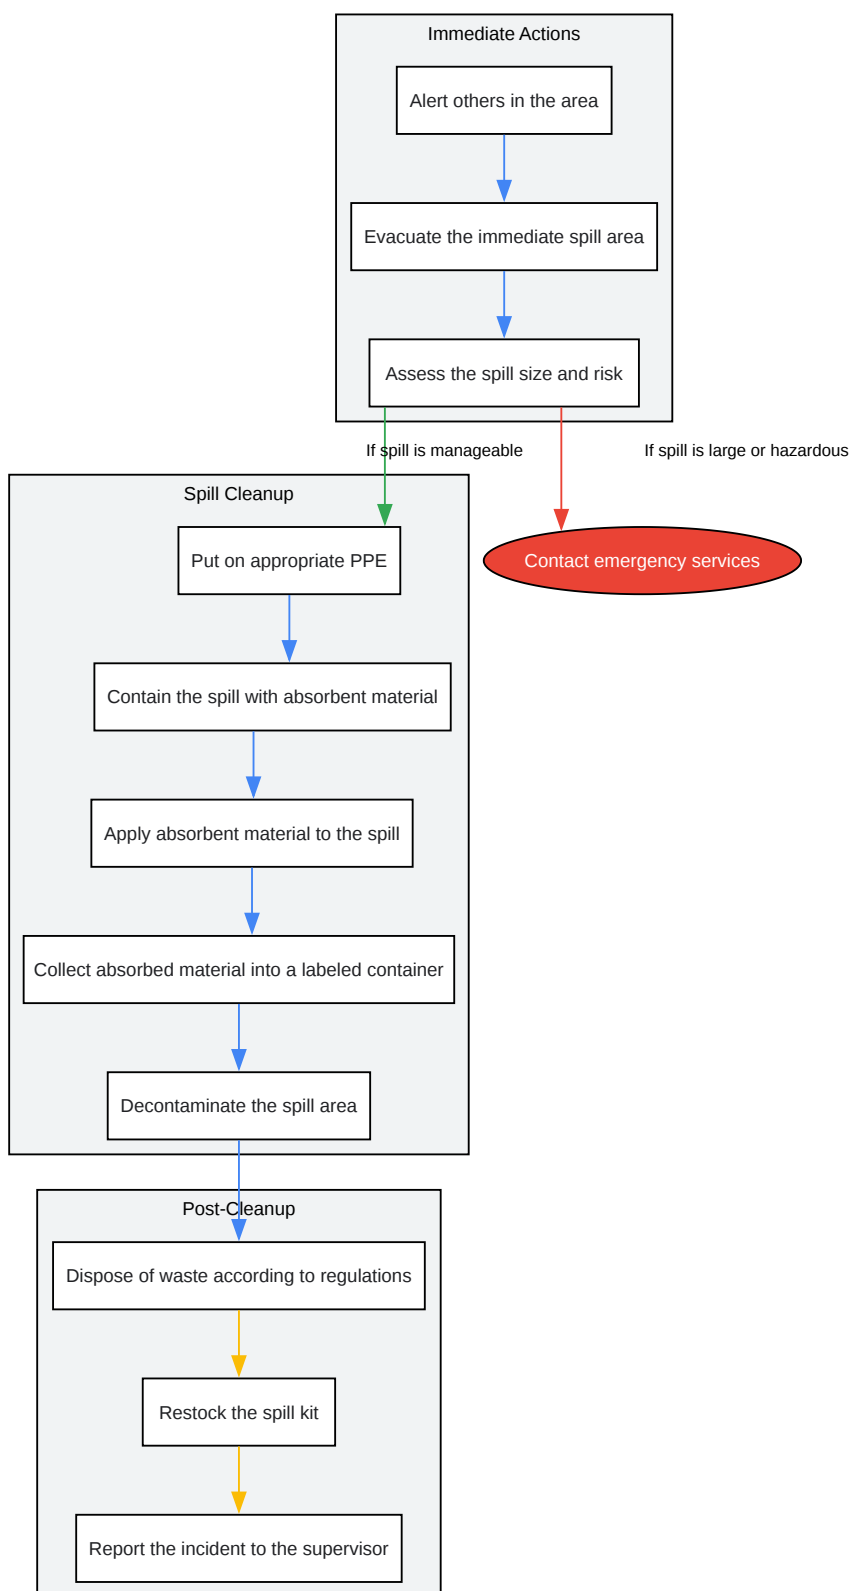 Immediate Actions
Alert others in the area
Evacuate the immediate spill area
Assess the spill size and risk
If spill is manageable
If spill is large or hazardous
Spill Cleanup
Put on appropriate PPE
Contact emergency services
Contain the spill with absorbent material
Apply absorbent material to the spill
Collect absorbed material into a labeled container
Decontaminate the spill area
Post-Cleanup
Dispose of waste according to regulations
Restock the spill kit
Report the incident to the supervisor